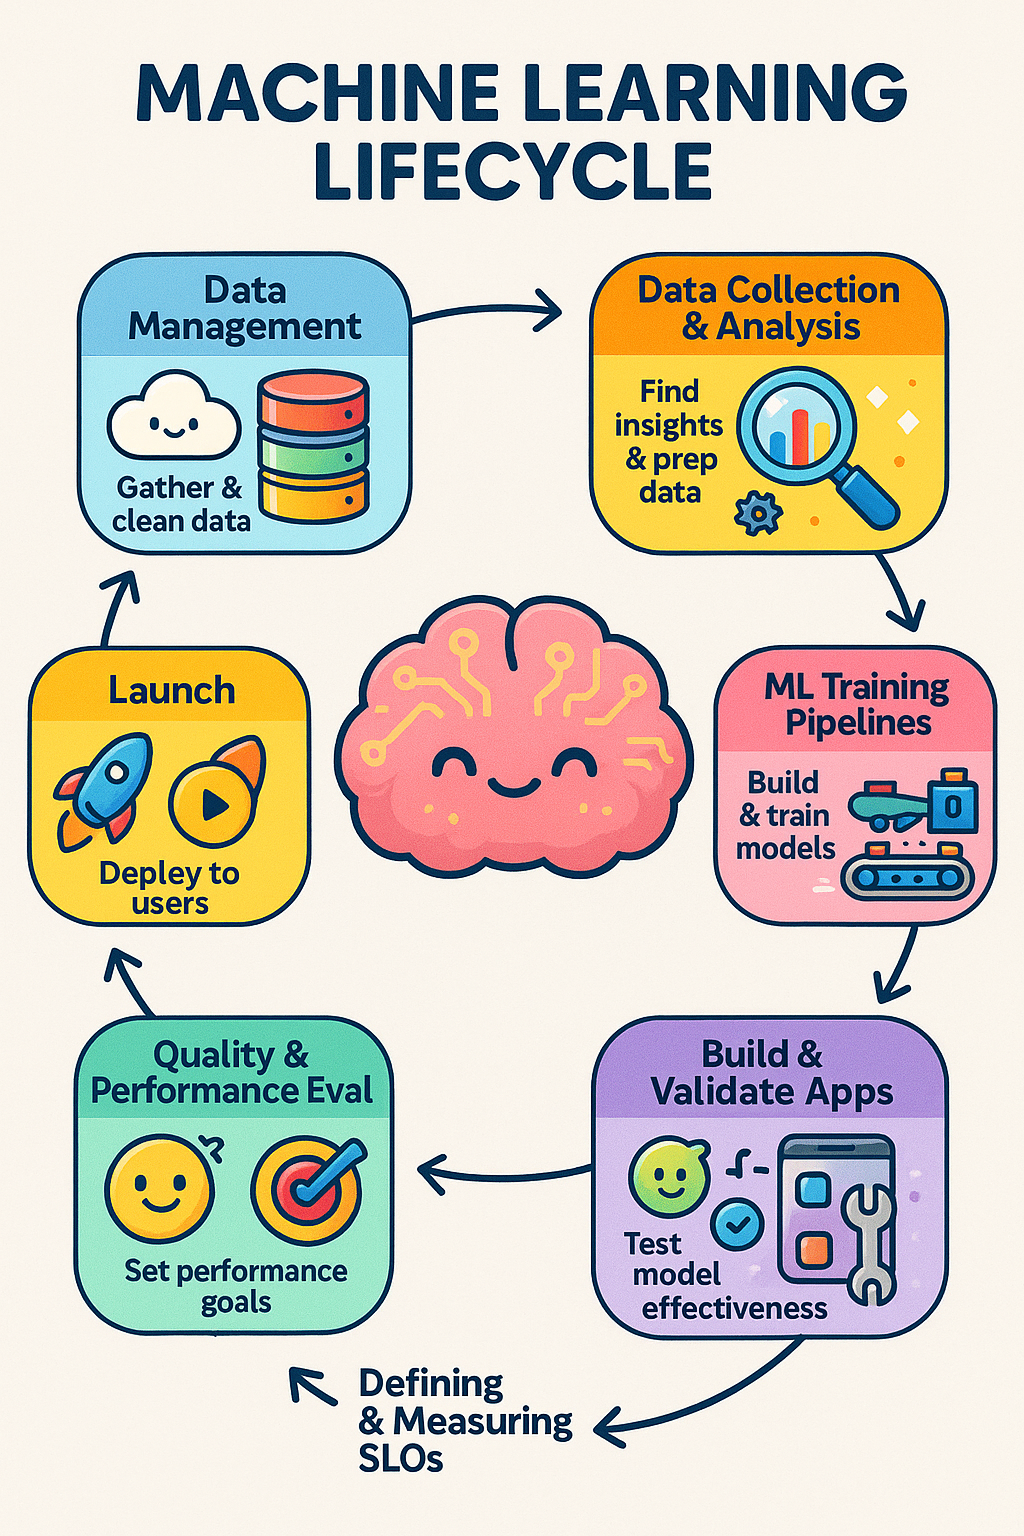 MACHINE LEARNING
LIFECYCLE
Data
Management
Gather &
clean data
Data Collection
& Analysis
Find
insights
& prep
data
ML Training
Pipelines
Build
& train
models
Build &
Validate Apps
Test
model
effectiveness
Defining
& Measuring
SLOs
Quality &
Performance Eval
Set performance
goals
Launch
Depley to
users